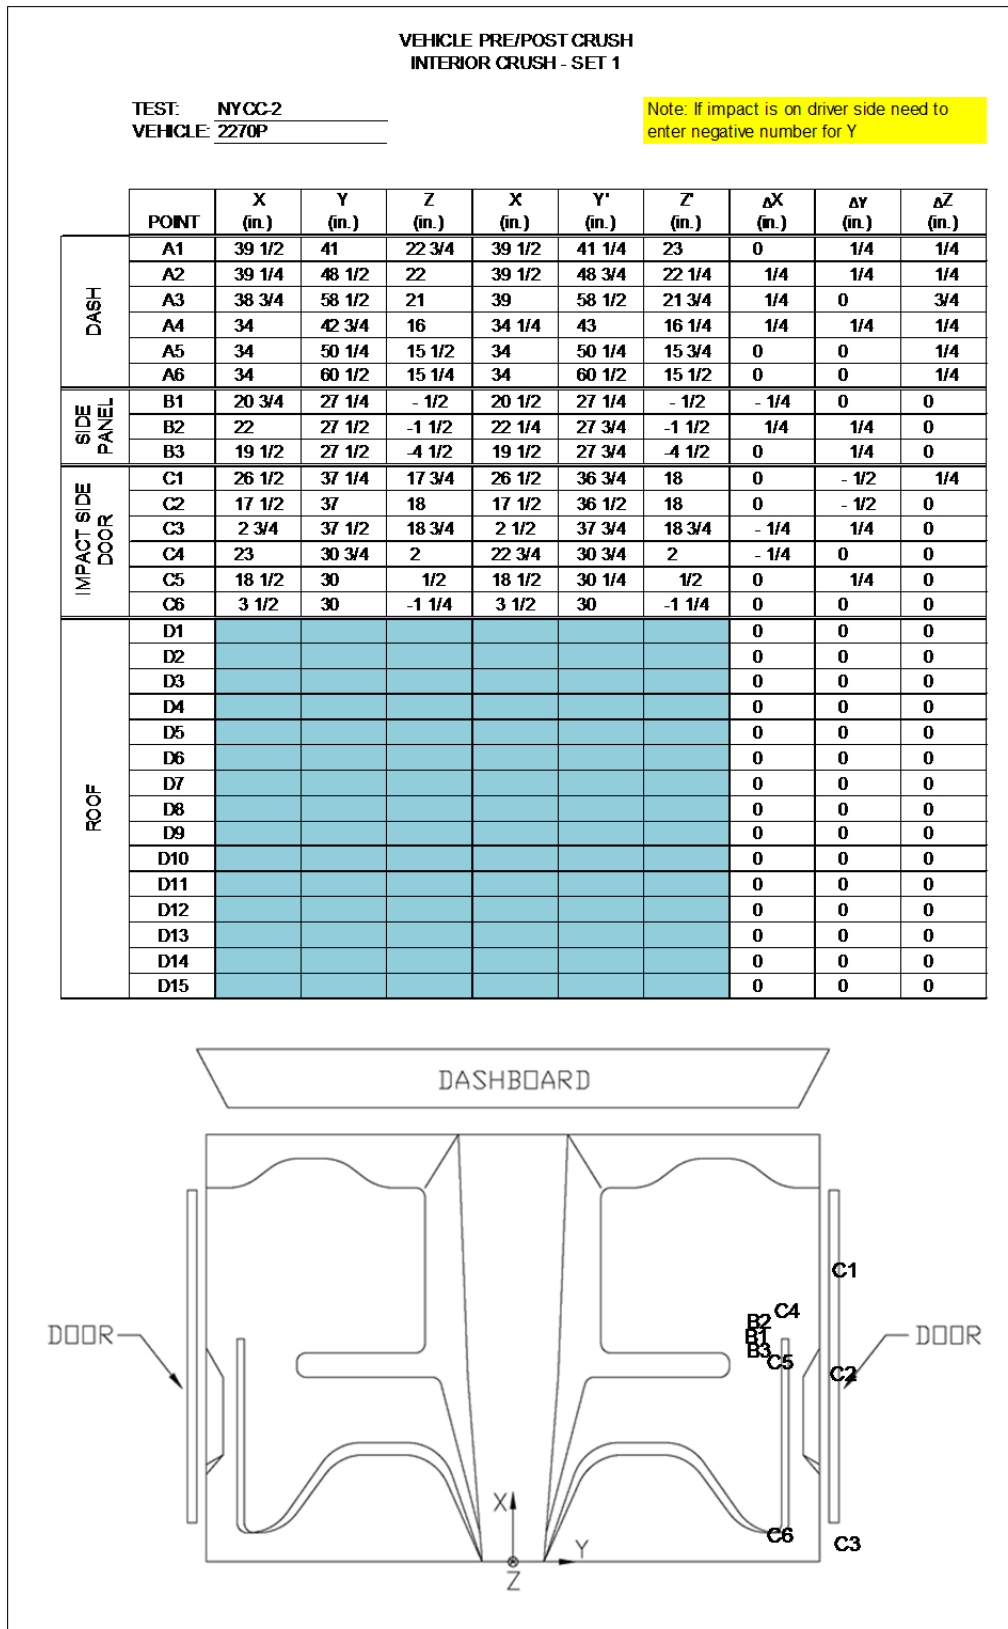 VEHICLE PRE/POST CRUSH
INTERIOR CRUSH - SET 1
TEST: NYCC-2
VEHICLE: 2270P
Note: If impact is on driver side need to
enter negative number for Y
POINT X (in.) Y (in.) Z (in.) X' (in.) Y' (in.) Z' (in.) ΔX (in.) ΔY (in.) ΔZ (in.)
DASH
A1 39 1/2 41 22 3/4 39 1/2 41 1/4 23 0 1/4 1/4
A2 39 1/4 48 1/2 22 39 1/2 48 3/4 22 1/4 1/4 1/4 1/4
A3 38 3/4 58 1/2 21 39 58 1/2 21 3/4 1/4 0 3/4
A4 34 42 3/4 16 34 1/4 43 16 1/4 1/4 1/4 1/4
A5 34 50 1/4 15 1/2 34 50 1/4 15 3/4 0 0 1/4
A6 34 60 1/2 15 1/4 34 60 1/2 15 1/2 0 0 1/4
SIDE PANEL
B1 20 3/4 27 1/4 - 1/2 20 1/2 27 1/4 - 1/2 - 1/4 0 0
B2 22 27 1/2 -1 1/2 22 1/4 27 3/4 -1 1/2 1/4 1/4 0
B3 19 1/2 27 1/2 -4 1/2 19 1/2 27 3/4 -4 1/2 0 1/4 0
IMPACT SIDE DOOR
C1 26 1/2 37 1/4 17 3/4 26 1/2 36 3/4 18 0 - 1/2 1/4
C2 17 1/2 37 18 17 1/2 36 1/2 18 0 - 1/2 0
C3 2 3/4 37 1/2 18 3/4 2 1/2 37 3/4 18 3/4 - 1/4 1/4 0
C4 23 30 3/4 2 22 3/4 30 3/4 2 - 1/4 0 0
C5 18 1/2 30 1/2 18 1/2 30 1/4 1/2 0 1/4 0
C6 3 1/2 30 -1 1/4 3 1/2 30 -1 1/4 0 0 0
ROOF
D1 0 0 0
D2 0 0 0
D3 0 0 0
D4 0 0 0
D5 0 0 0
D6 0 0 0
D7 0 0 0
D8 0 0 0
D9 0 0 0
D10 0 0 0
D11 0 0 0
D12 0 0 0
D13 0 0 0
D14 0 0 0
D15 0 0 0
DASHBOARD
C1
C4
B2
DOOR B1 DOOR
B3
C5
C2
X
C6
C3
Y
Z